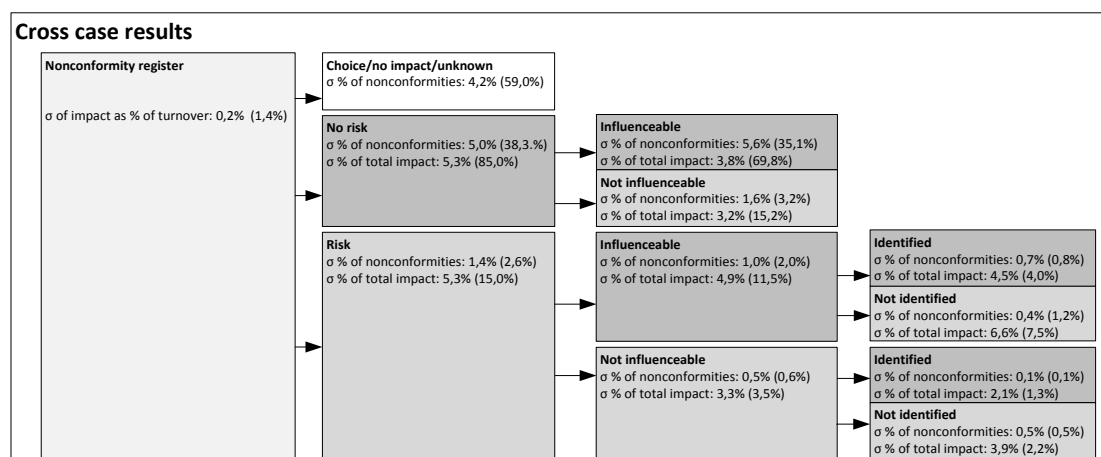 Cross case results
Nonconformity register
σ of impact as % of turnover: 0,2% (1,4%)
Choice/no impact/unknown
σ % of nonconformities: 4,2% (59,0%)
No risk
σ % of nonconformities: 5,0% (38,3.%)
σ % of total impact: 5,3% (85,0%)
Influenceable
σ % of nonconformities: 5,6% (35,1%)
σ % of total impact: 3,8% (69,8%)
Not influenceable
σ % of nonconformities: 1,6% (3,2%)
σ % of total impact: 3,2% (15,2%)
Risk
σ % of nonconformities: 1,4% (2,6%)
σ % of total impact: 5,3% (15,0%)
Influenceable
σ % of nonconformities: 1,0% (2,0%)
σ % of total impact: 4,9% (11,5%)
Identified
σ % of nonconformities: 0,7% (0,8%)
σ % of total impact: 4,5% (4,0%)
Not identified
σ % of nonconformities: 0,4% (1,2%)
σ % of total impact: 6,6% (7,5%)
Not influenceable
σ % of nonconformities: 0,5% (0,6%)
σ % of total impact: 3,3% (3,5%)
Identified
σ % of nonconformities: 0,1% (0,1%)
σ % of total impact: 2,1% (1,3%)
Not identified
σ % of nonconformities: 0,5% (0,5%)
σ % of total impact: 3,9% (2,2%)